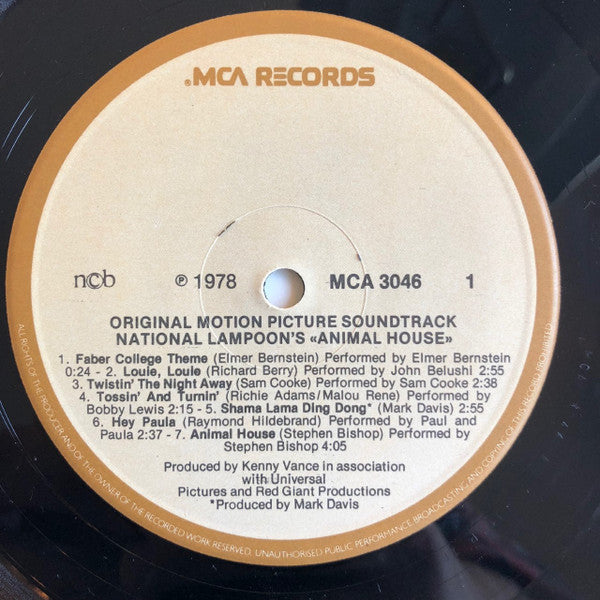 ®MCA RECORDS
ncb
℗ 1978
MCA 3046
1
ORIGINAL MOTION PICTURE SOUNDTRACK
NATIONAL LAMPOON'S «ANIMAL HOUSE»
1. Faber College Theme (Elmer Bernstein) Performed by Elmer Bernstein
0:24 - 2. Louie, Louie (Richard Berry) Performed by John Belushi 2:55
3. Twistin' The Night Away (Sam Cooke) Performed by Sam Cooke 2:38
4. Tossin' And Turnin' (Richie Adams/Malou Rene) Performed by
Bobby Lewis 2:15 - 5. Shama Lama Ding Dong* (Mark Davis) 2:55
6. Hey Paula (Raymond Hildebrand) Performed by Paul and
Paula 2:37 - 7. Animal House (Stephen Bishop) Performed by
Stephen Bishop 4:05
Produced by Kenny Vance in association
with Universal
Pictures and Red Giant Productions
*Produced by Mark Davis
ALL RIGHTS OF THE PRODUCER AND OF THE OWNER OF THE RECORDED WORK RESERVED. UNAUTHORISED PUBLIC PERFORMANCE, BROADCASTING AND COPYING OF THIS RECORD PROHIBITED